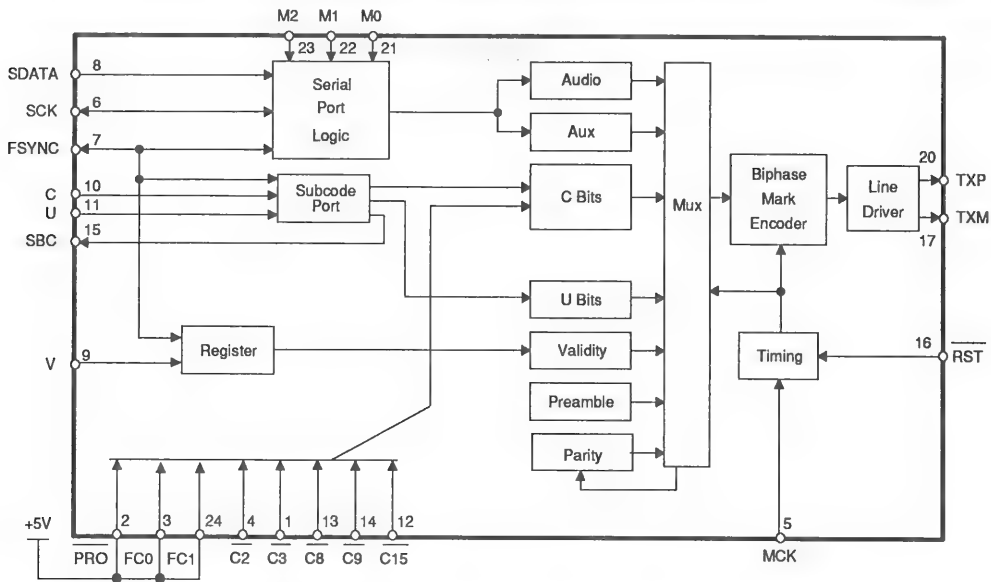 M2 M1 M0
23 22 21
SDATA 8
SCK 6
FSYNC 7
C 10
U 11
SBC 15
V 9
Serial
Port
Logic
Subcode
Port
Register
Audio
Aux
C Bits
U Bits
Validity
Preamble
Parity
Mux
Biphase
Mark
Encoder
Line
Driver
20 TXP
TXM
17
Timing
16 RST
+5V
2 3 24 4 1 13 14 12 5
PRO FC0 FC1 C2 C3 C8 C9 C15 MCK